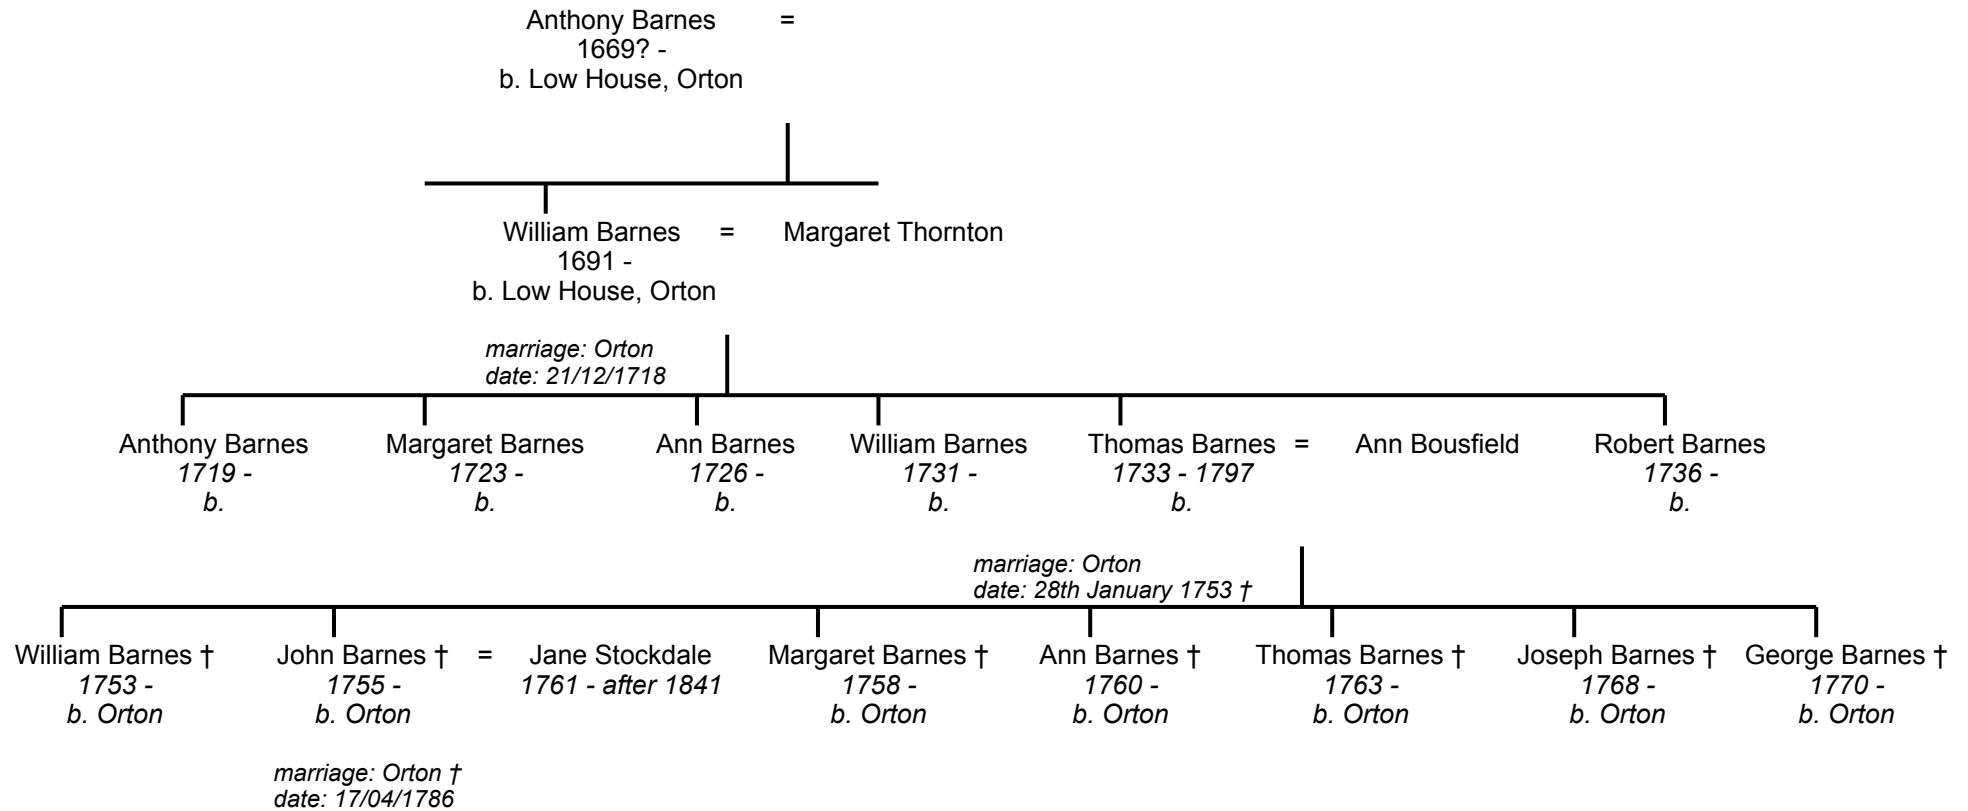 Anthony Barnes =
1669? -
b. Low House, Orton
William Barnes = Margaret Thornton
1691 -
b. Low House, Orton
marriage: Orton
date: 21/12/1718
Anthony Barnes Margaret Barnes Ann Barnes William Barnes Thomas Barnes = Ann Bousfield Robert Barnes
1719 - 1723 - 1726 - 1731 - 1733 - 1797 1736 -
b. b. b. b. b. b.
marriage: Orton
date: 28th January 1753 †
William Barnes † John Barnes † = Jane Stockdale Margaret Barnes † Ann Barnes † Thomas Barnes † Joseph Barnes † George Barnes †
1753 - 1755 - 1761 - after 1841 1758 - 1760 - 1763 - 1768 - 1770 -
b. Orton b. Orton b. Orton b. Orton b. Orton b. Orton b. Orton
marriage: Orton †
date: 17/04/1786